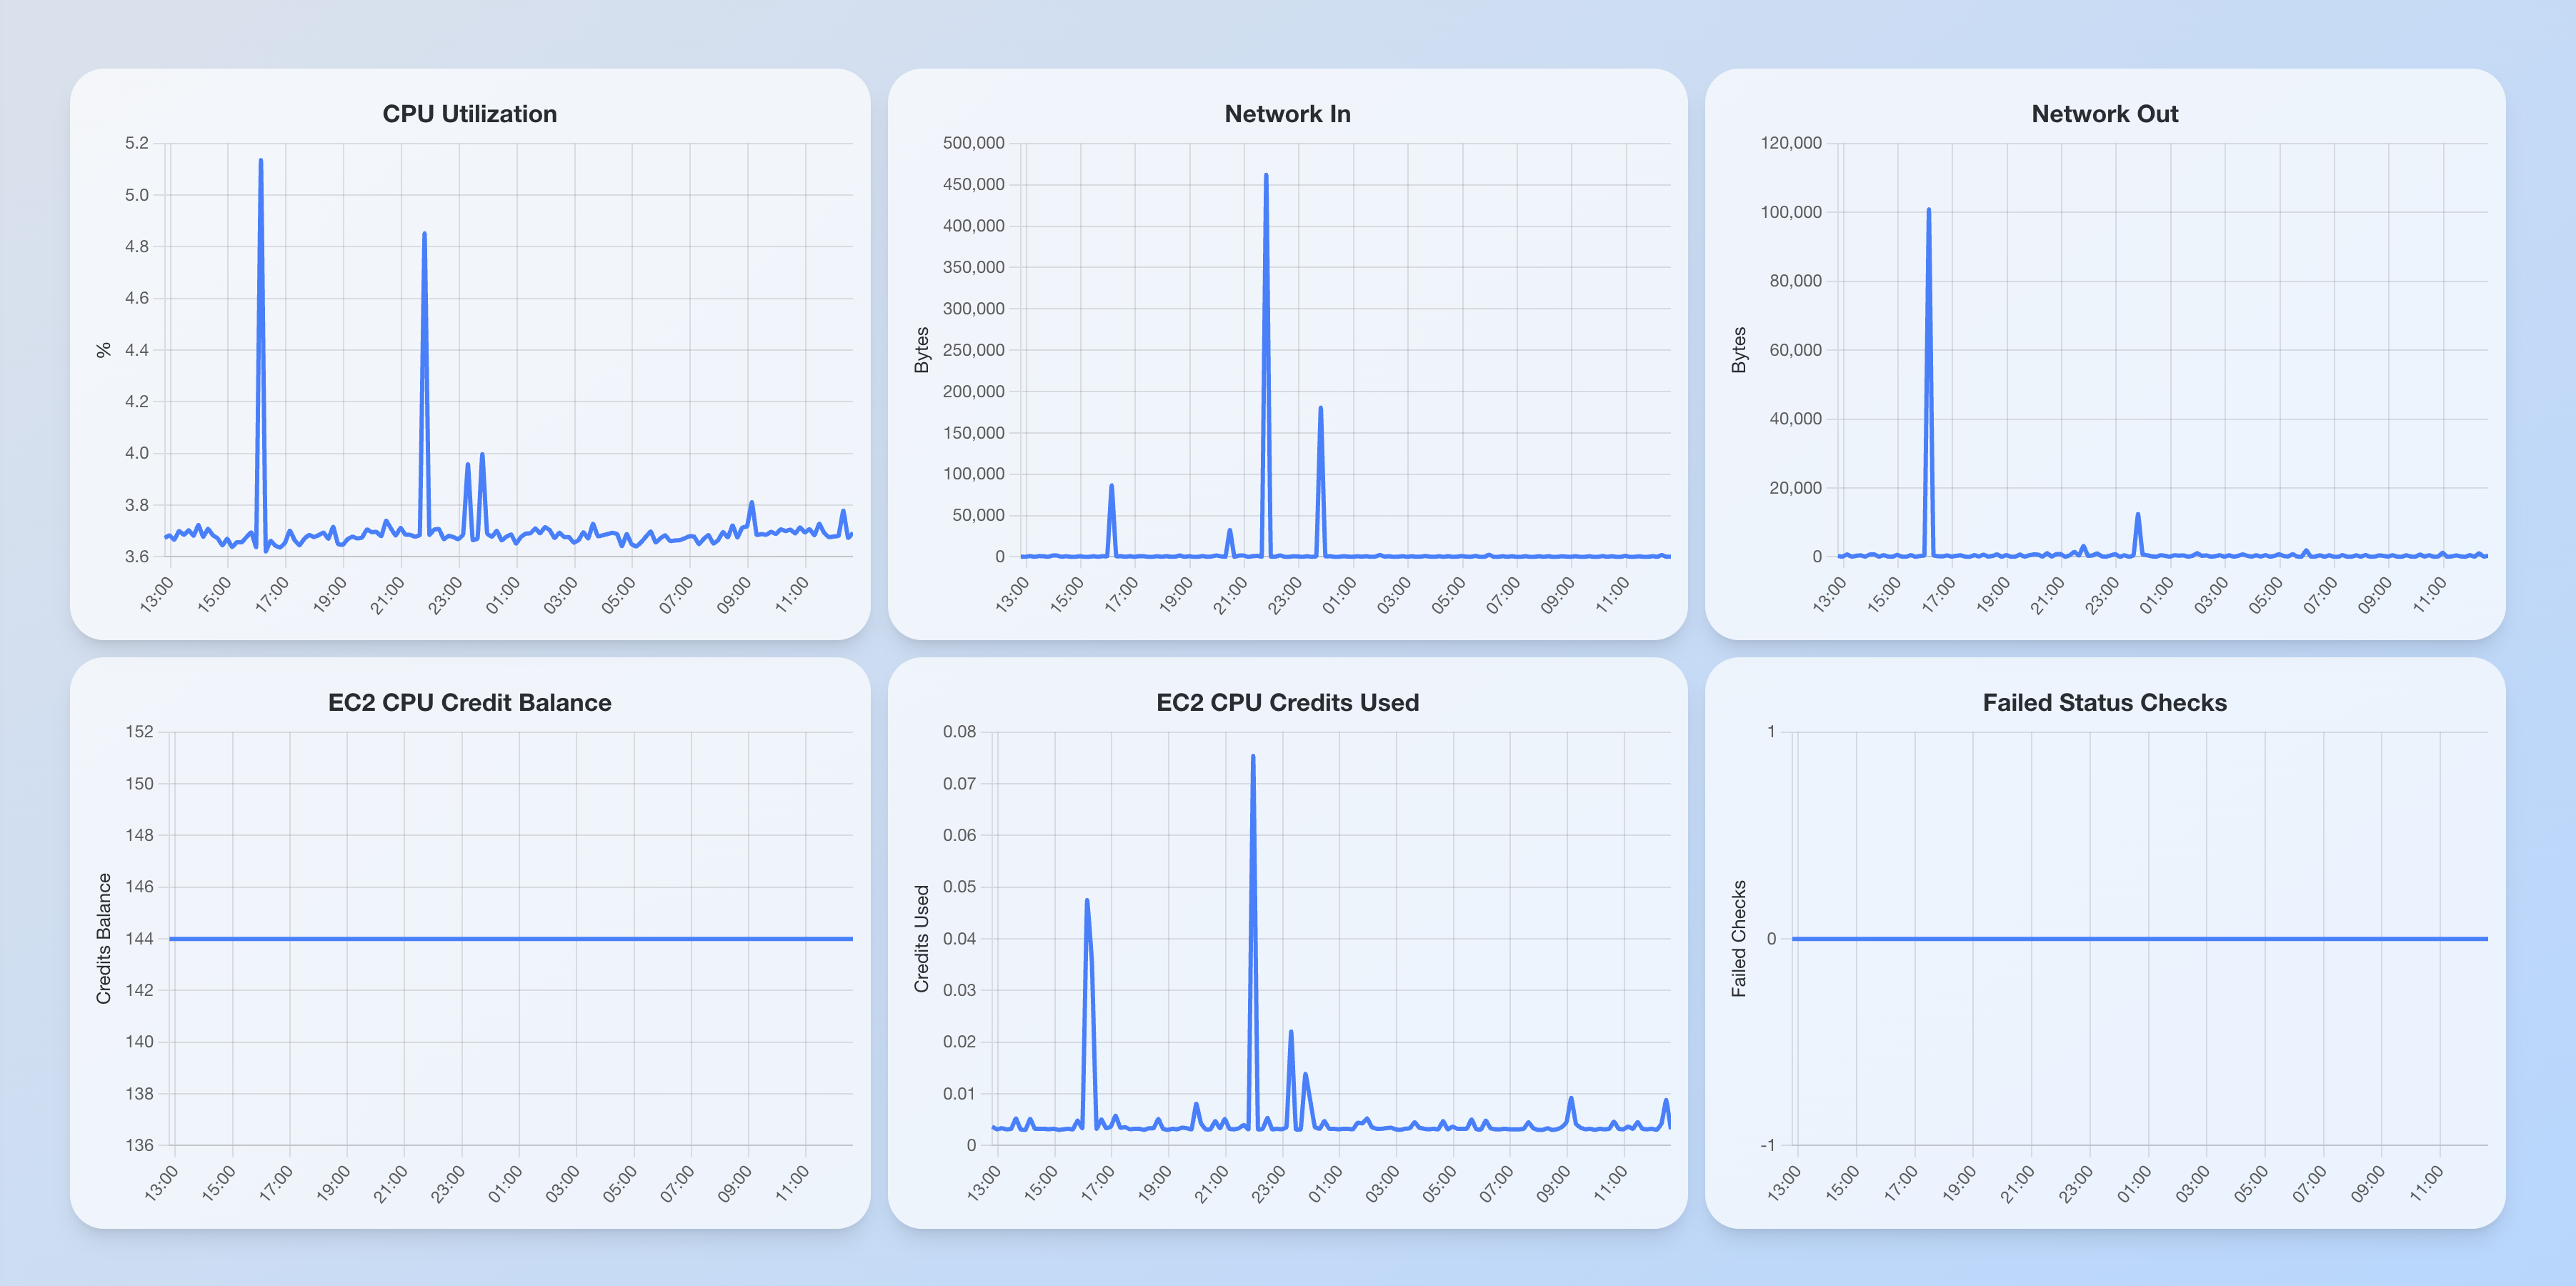 CPU Utilization
5.2
5.0
4.8
4.6
4.4
4.2
4.0
3.8
3.6
%
13:00 15:00 17:00 19:00 21:00 23:00 01:00 03:00 05:00 07:00 09:00 11:00
Network In
500,000
450,000
400,000
350,000
300,000
250,000
200,000
150,000
100,000
50,000
0
Bytes
13:00 15:00 17:00 19:00 21:00 23:00 01:00 03:00 05:00 07:00 09:00 11:00
Network Out
120,000
100,000
80,000
60,000
40,000
20,000
0
Bytes
13:00 15:00 17:00 19:00 21:00 23:00 01:00 03:00 05:00 07:00 09:00 11:00
EC2 CPU Credit Balance
152
150
148
146
144
142
140
138
136
Credits Balance
13:00 15:00 17:00 19:00 21:00 23:00 01:00 03:00 05:00 07:00 09:00 11:00
EC2 CPU Credits Used
0.08
0.07
0.06
0.05
0.04
0.03
0.02
0.01
0
Credits Used
13:00 15:00 17:00 19:00 21:00 23:00 01:00 03:00 05:00 07:00 09:00 11:00
Failed Status Checks
1
0
-1
Failed Checks
13:00 15:00 17:00 19:00 21:00 23:00 01:00 03:00 05:00 07:00 09:00 11:00